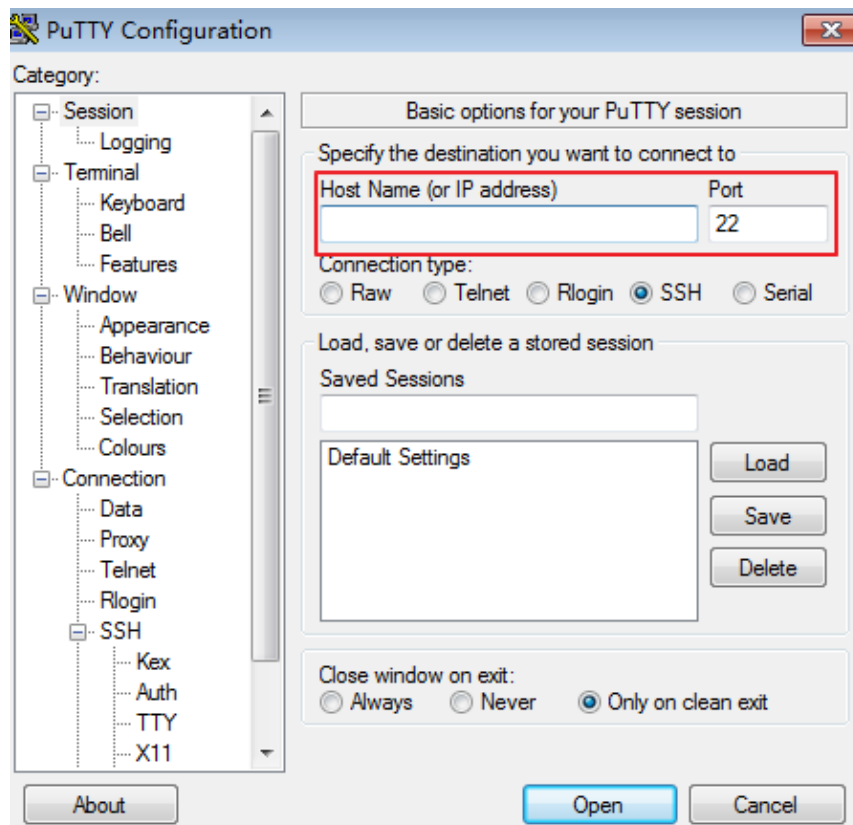 PuTTY Configuration
Category:
Session
Logging
Terminal
Keyboard
Bell
Features
Window
Appearance
Behaviour
Translation
Selection
Colours
Connection
Data
Proxy
Telnet
Rlogin
SSH
Kex
Auth
TTY
X11
Basic options for your PuTTY session
Specify the destination you want to connect to
Host Name (or IP address) Port
22
Connection type:
Raw Telnet Rlogin SSH Serial
Load, save or delete a stored session
Saved Sessions
Default Settings
Load
Save
Delete
Close window on exit:
Always Never Only on clean exit
About Open Cancel